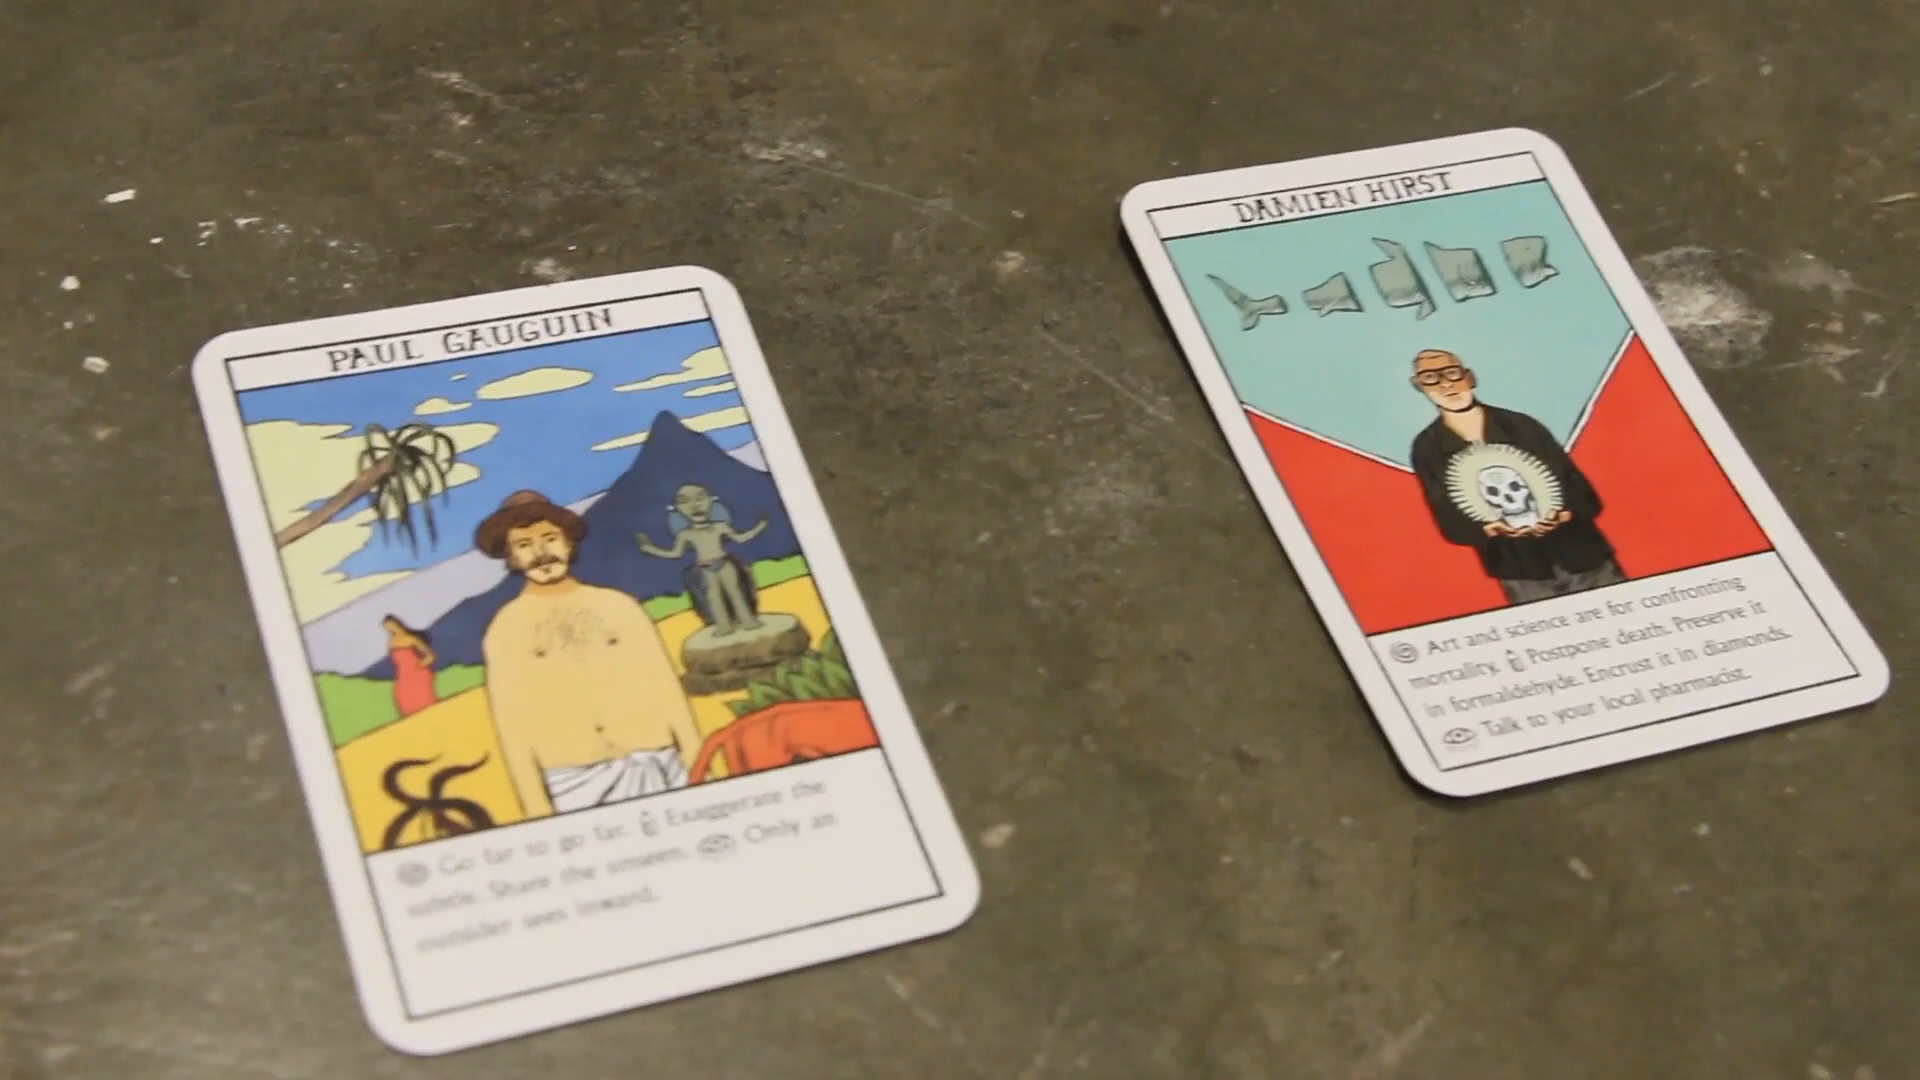 PAUL GAUGUIN
Go far to go far. Exaggerate the
subtle. Share the unseen. Only an
outsider sees inward.
DAMIEN HIRST
Art and science are for confronting
mortality. Postpone death. Preserve it
in formaldehyde. Encrust it in diamonds.
Talk to your local pharmacist.